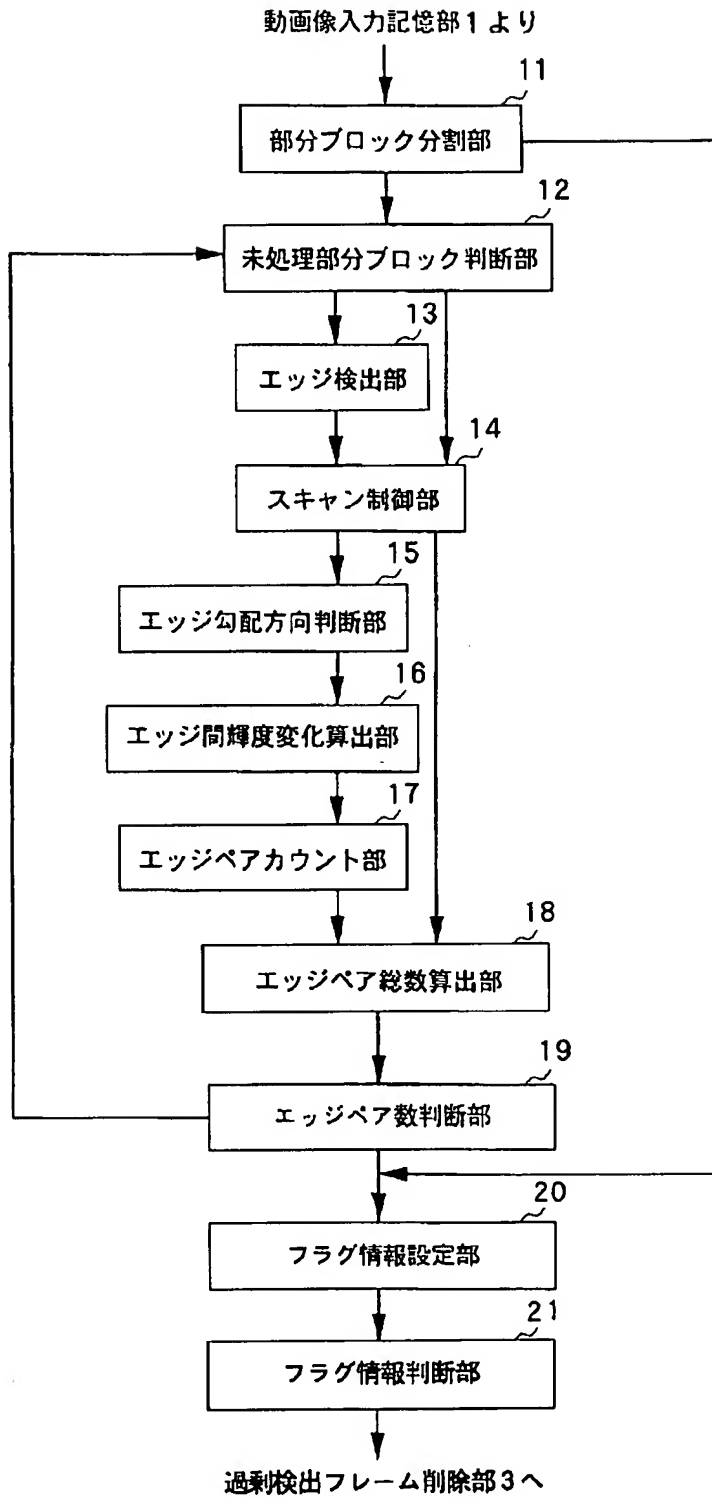 動画像入力記憶部1より
11
部分ブロック分割部
12
未処理部分ブロック判断部
13
エッジ検出部
14
スキャン制御部
15
エッジ勾配方向判断部
16
エッジ間輝度変化算出部
17
エッジペアカウント部
18
エッジペア総数算出部
19
エッジペア数判断部
20
フラグ情報設定部
21
フラグ情報判断部
過剰検出フレーム削除部3へ